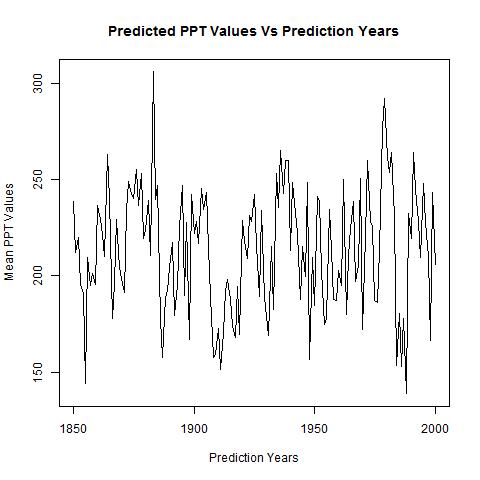 Predicted PPT Values Vs Prediction Years
300
250
200
150
Mean PPT Values
1850 1900 1950 2000
Prediction Years